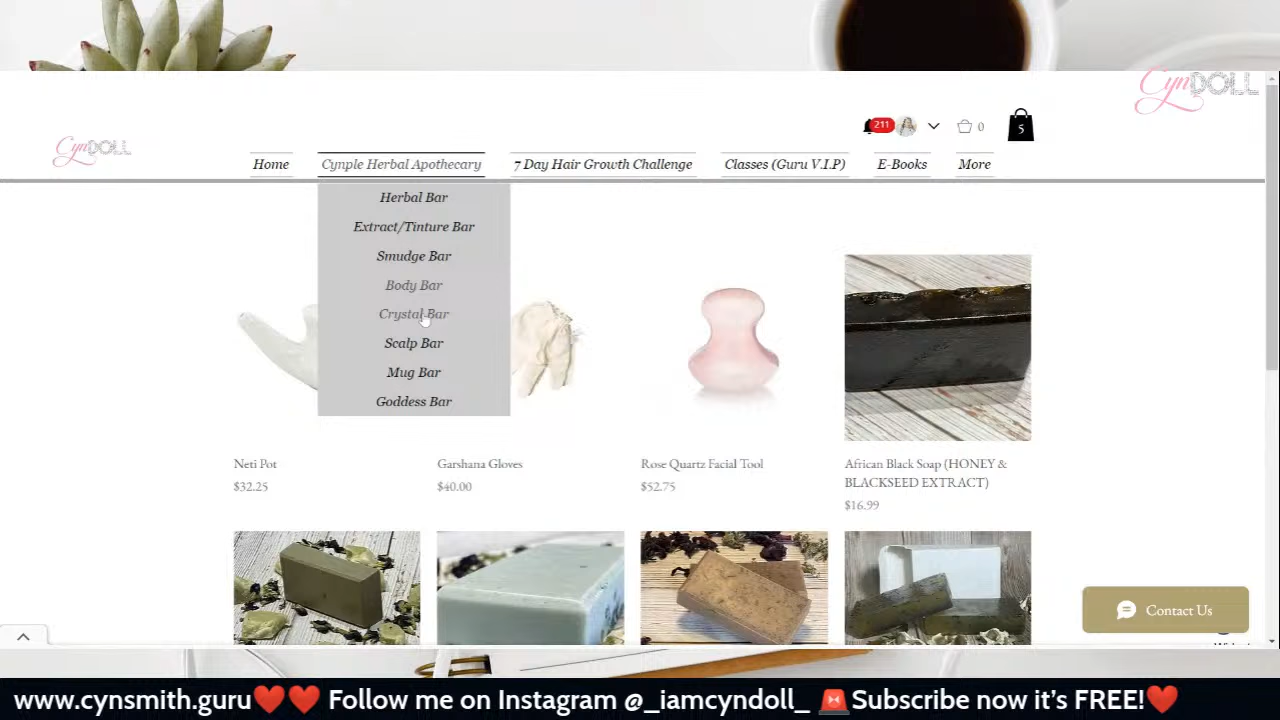 CynDOLL
CynDOLL
211
0
5
Home
Cynple Herbal Apothecary
7 Day Hair Growth Challenge
Classes (Guru V.I.P)
E-Books
More
Herbal Bar
Extract/Tincture Bar
Smudge Bar
Body Bar
Crystal Bar
Scalp Bar
Mug Bar
Goddess Bar
Neti Pot
$32.25
Garshana Gloves
$40.00
Rose Quartz Facial Tool
$52.75
African Black Soap (HONEY &
BLACKSEED EXTRACT)
$16.99
Contact Us
www.cynsmith.guru❤️❤️ Follow me on Instagram @_iamcyndoll_ 🚨Subscribe now it's FREE!❤️